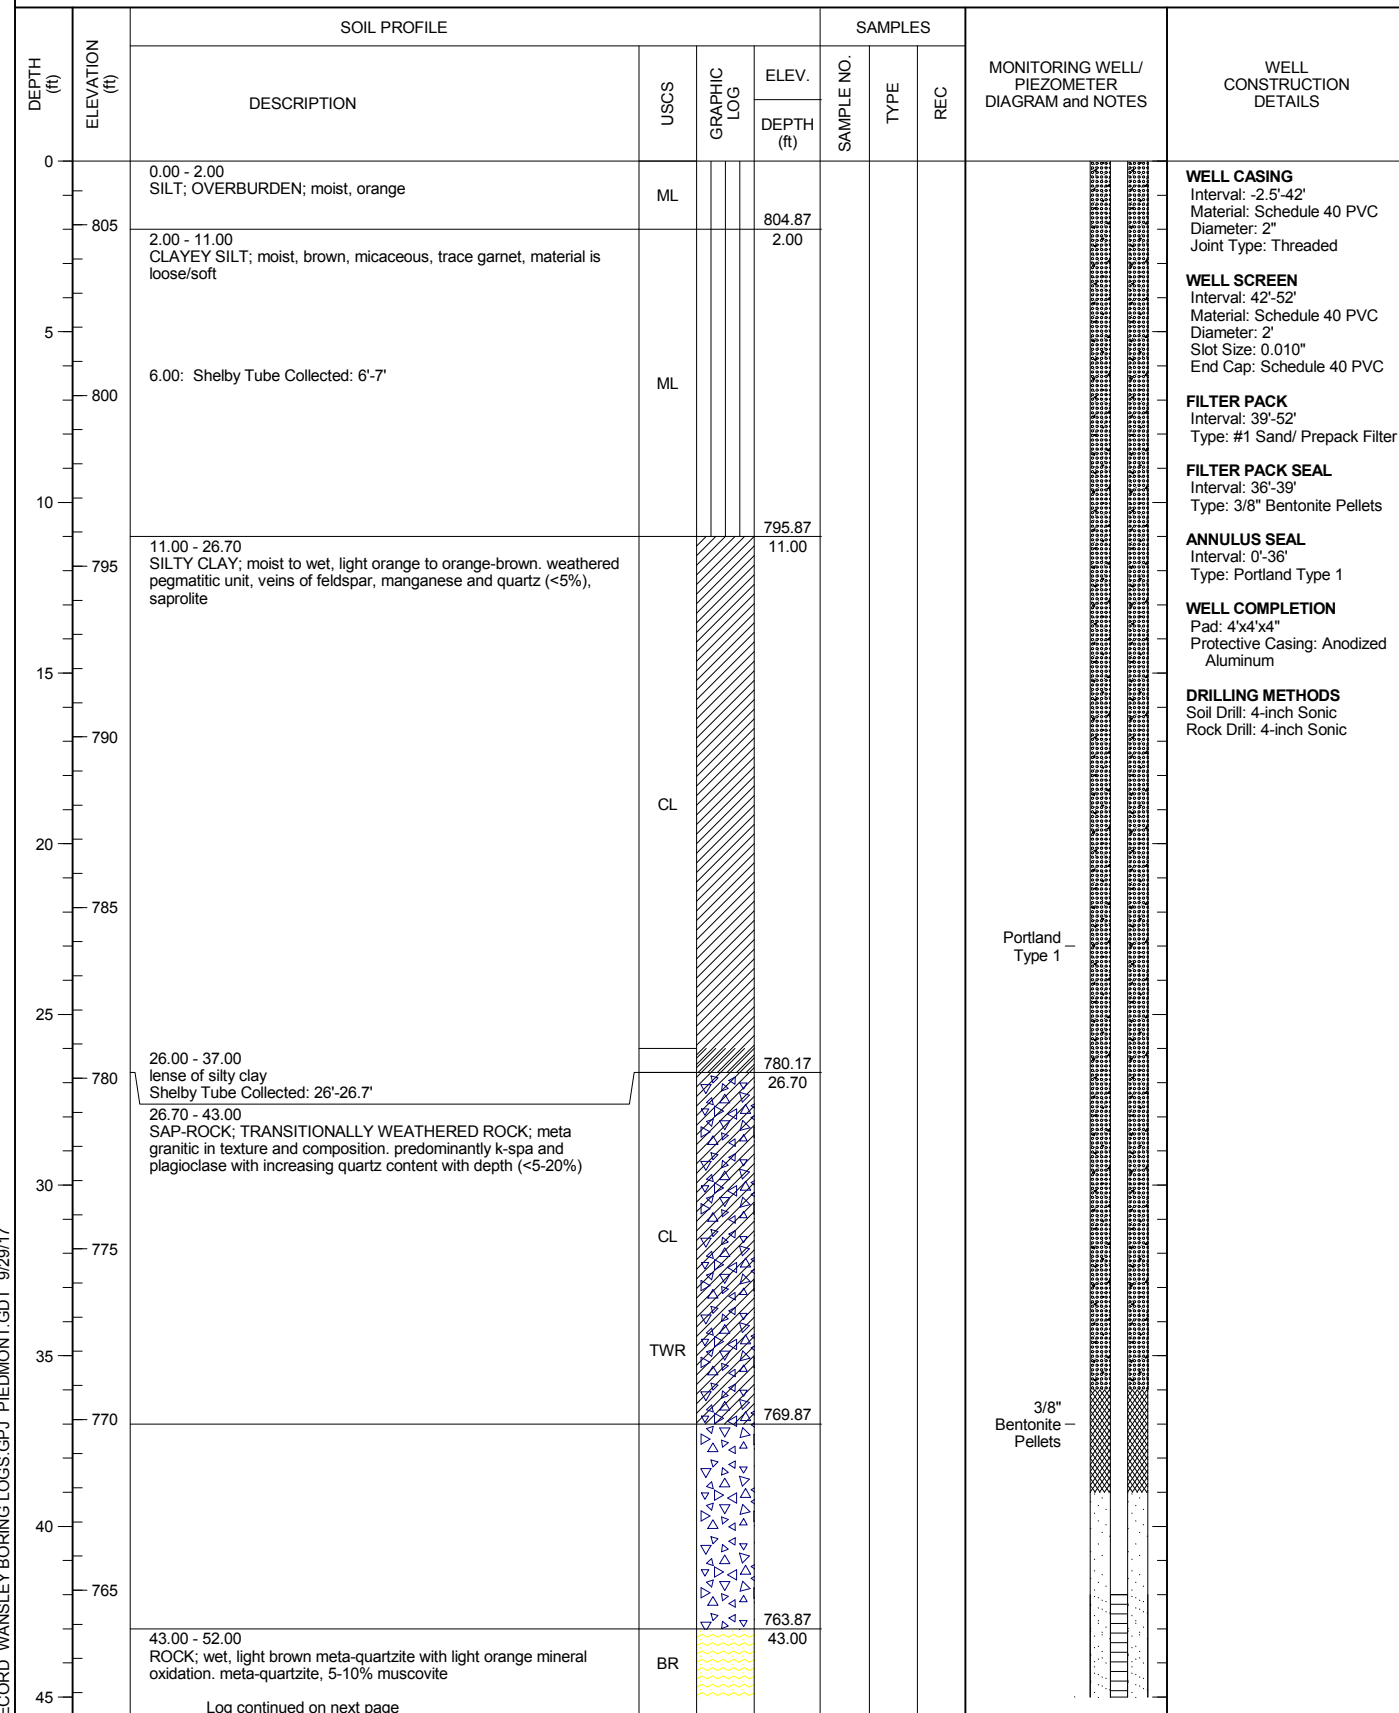 SOIL PROFILE
SAMPLES
DEPTH
(ft)
ELEVATION
(ft)
DESCRIPTION
USCS
GRAPHIC
LOG
ELEV.
DEPTH
(ft)
SAMPLE NO.
TYPE
REC
MONITORING WELL/
PIEZOMETER
DIAGRAM and NOTES
WELL
CONSTRUCTION
DETAILS
0
5
10
15
20
25
30
35
40
45
805
800
795
790
785
780
775
770
765
0.00 - 2.00
SILT; OVERBURDEN; moist, orange
ML
804.87
2.00 - 11.00
2.00
CLAYEY SILT; moist, brown, micaceous, trace garnet, material is
loose/soft
6.00: Shelby Tube Collected: 6'-7'
ML
795.87
11.00 - 26.70
11.00
SILTY CLAY; moist to wet, light orange to orange-brown. weathered
pegmatitic unit, veins of feldspar, manganese and quartz (<5%),
saprolite
CL
26.00 - 37.00
lense of silty clay
Shelby Tube Collected: 26'-26.7'
780.17
26.70
26.70 - 43.00
SAP-ROCK; TRANSITIONALLY WEATHERED ROCK; meta
granitic in texture and composition. predominantly k-spa and
plagioclase with increasing quartz content with depth (<5-20%)
CL
TWR
769.87
763.87
43.00 - 52.00
43.00
ROCK; wet, light brown meta-quartzite with light orange mineral
oxidation. meta-quartzite, 5-10% muscovite
BR
Log continued on next page
Portland
Type 1
3/8"
Bentonite
Pellets
WELL CASING
Interval: -2.5'-42'
Material: Schedule 40 PVC
Diameter: 2"
Joint Type: Threaded
WELL SCREEN
Interval: 42'-52'
Material: Schedule 40 PVC
Diameter: 2'
Slot Size: 0.010"
End Cap: Schedule 40 PVC
FILTER PACK
Interval: 39'-52'
Type: #1 Sand/ Prepack Filter
FILTER PACK SEAL
Interval: 36'-39'
Type: 3/8" Bentonite Pellets
ANNULUS SEAL
Interval: 0'-36'
Type: Portland Type 1
WELL COMPLETION
Pad: 4'x4'x4"
Protective Casing: Anodized
Aluminum
DRILLING METHODS
Soil Drill: 4-inch Sonic
Rock Drill: 4-inch Sonic
WANSLEY BORING LOGS.GPJ PIEDMONT.GDT 9/29/17